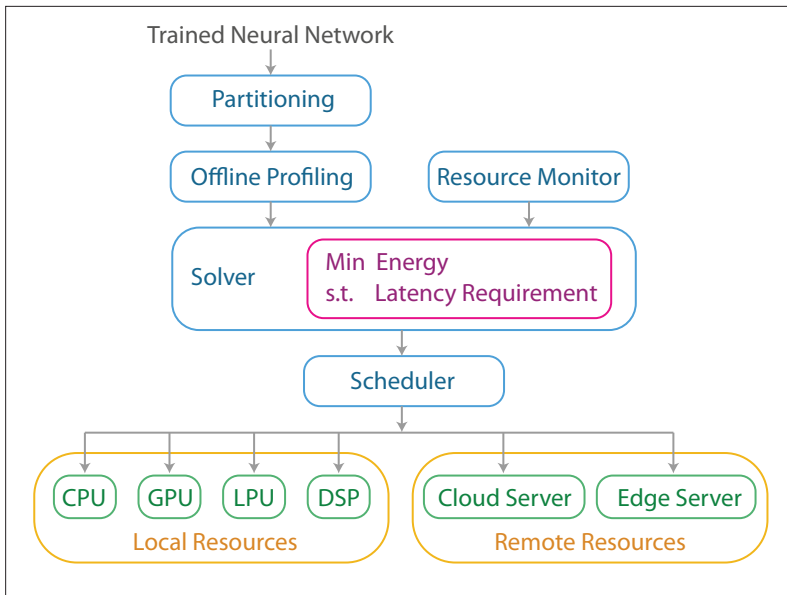 Trained Neural Network
Partitioning
Offline Profiling
Resource Monitor
Solver
Min Energy
s.t. Latency Requirement
Scheduler
CPU
GPU
LPU
DSP
Cloud Server
Edge Server
Local Resources
Remote Resources